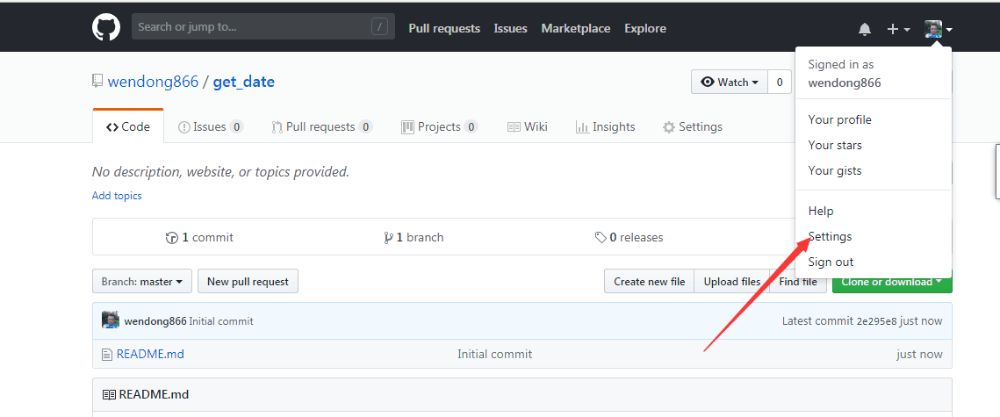 Search or jump to... /
Pull requests Issues Marketplace Explore
Signed in as
wendong866
Your profile
Your stars
Your gists
Help
Settings
Sign out
wendong866 / get_date
Watch 0
Code Issues 0 Pull requests 0 Projects 0 Wiki Insights Settings
No description, website, or topics provided.
Add topics
1 commit 1 branch 0 releases
Branch: master New pull request Create new file Upload files Find file Clone or download
wendong866 Initial commit Latest commit 2e295e8 just now
README.md Initial commit just now
README.md